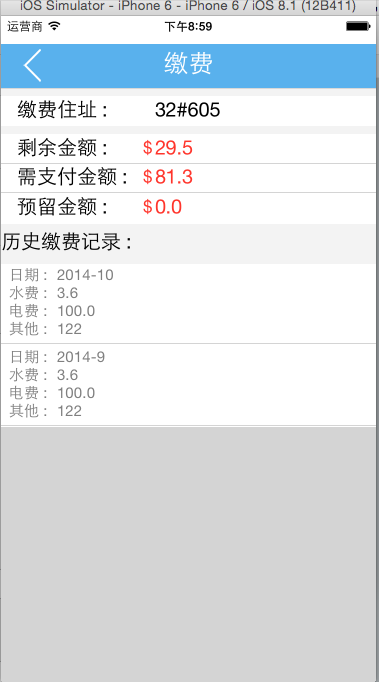 iOS Simulator - iPhone 6 - iPhone 6 / iOS 8.1 (12B411)
运营商 下午8:59
缴费
缴费住址： 32#605
剩余金额： $29.5
需支付金额： $81.3
预留金额： $0.0
历史缴费记录：
日期： 2014-10
水费： 3.6
电费： 100.0
其他： 122
日期： 2014-9
水费： 3.6
电费： 100.0
其他： 122